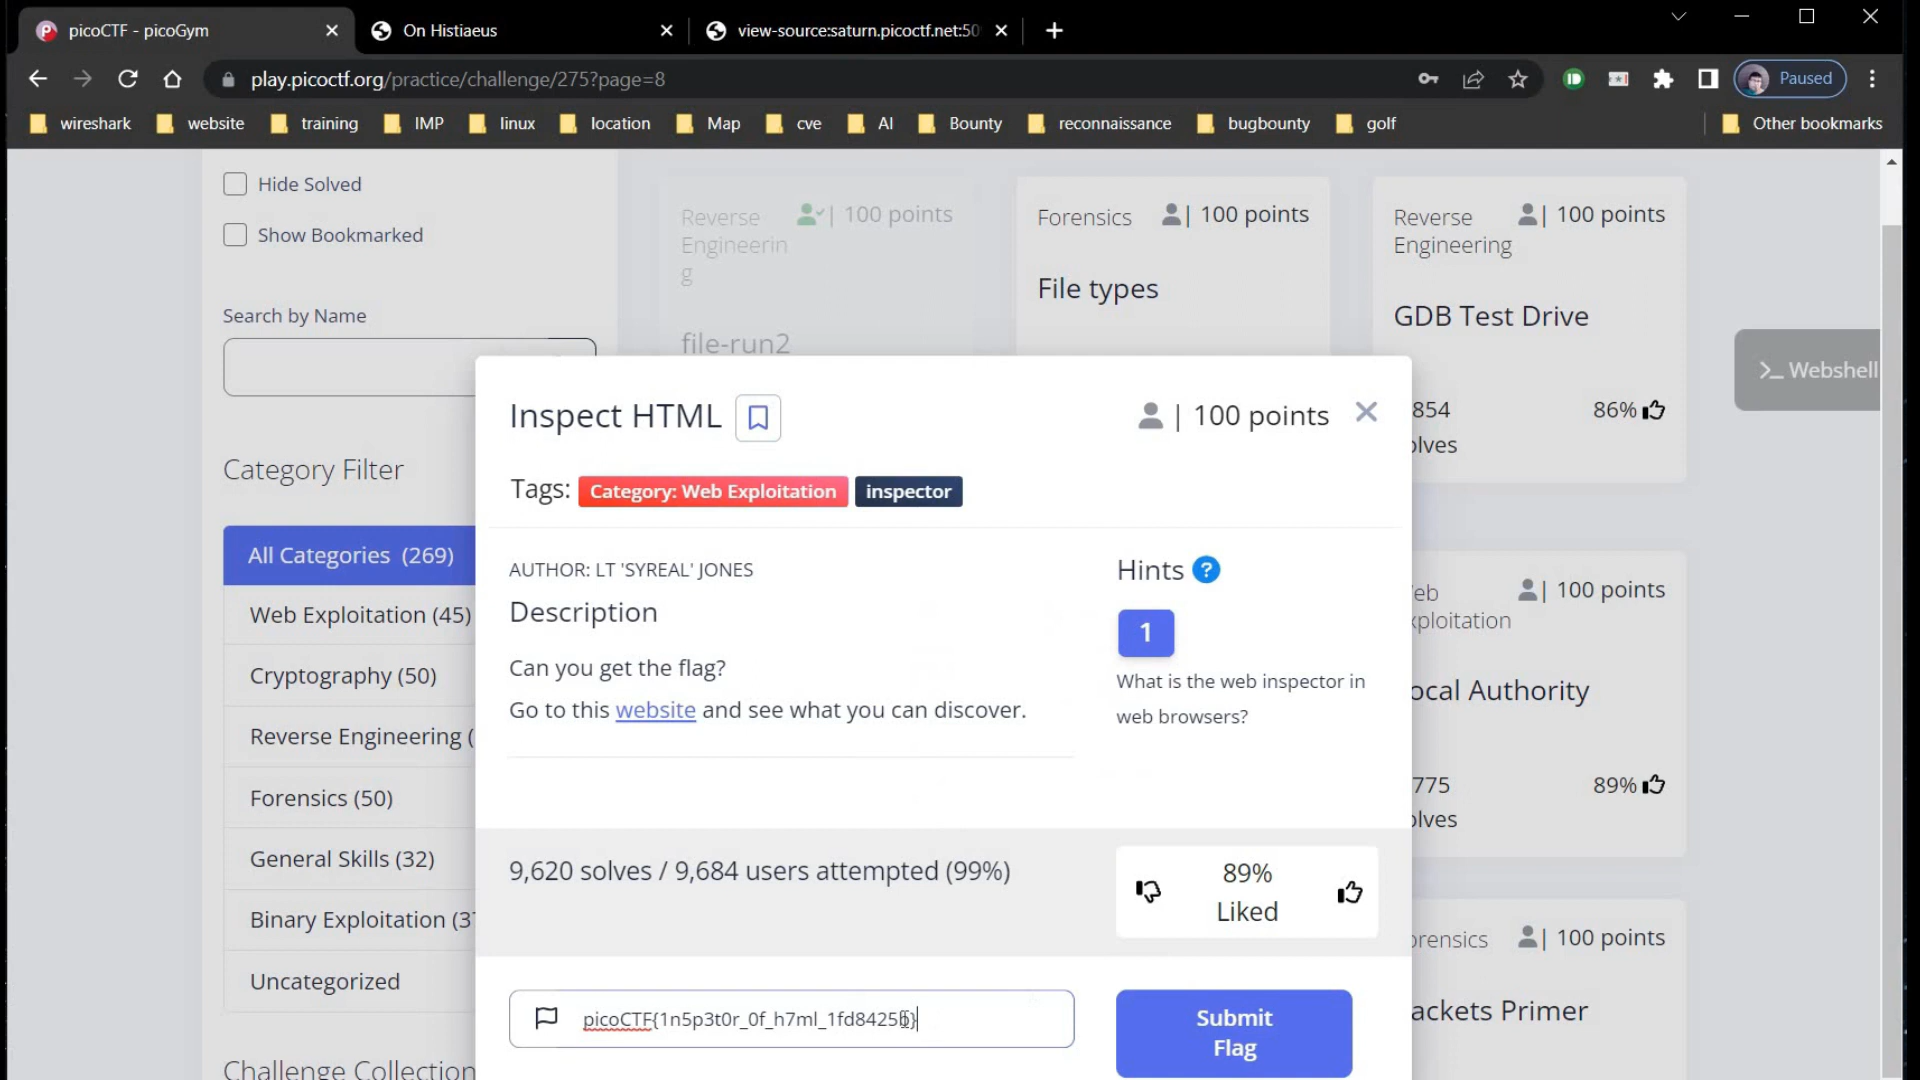 picoCTF - picoGym
On Histiaeus
view-source:saturn.picoctf.net:50
play.picoctf.org/practice/challenge/275?page=8
Paused
wireshark website training IMP linux location Map cve AI Bounty reconnaissance bugbounty golf Other bookmarks
Hide Solved
Show Bookmarked
Search by Name
Category Filter
All Categories (269)
Web Exploitation (45)
Cryptography (50)
Reverse Engineering (
Forensics (50)
General Skills (32)
Binary Exploitation (37
Uncategorized
Challenge Collection
Reverse
Engineerin
g
| 100 points
file-run2
Forensics | 100 points
File types
Reverse
Engineering
| 100 points
GDB Test Drive
854
olves
86%
>_ Webshell
Inspect HTML
| 100 points
Tags: Category: Web Exploitation inspector
AUTHOR: LT 'SYREAL' JONES
Description
Can you get the flag?
Go to this website and see what you can discover.
Hints ?
1
What is the web inspector in
web browsers?
9,620 solves / 9,684 users attempted (99%)
89%
Liked
Submit
Flag
eb
xploitation
| 100 points
ocal Authority
775
olves
89%
orensics | 100 points
ackets Primer